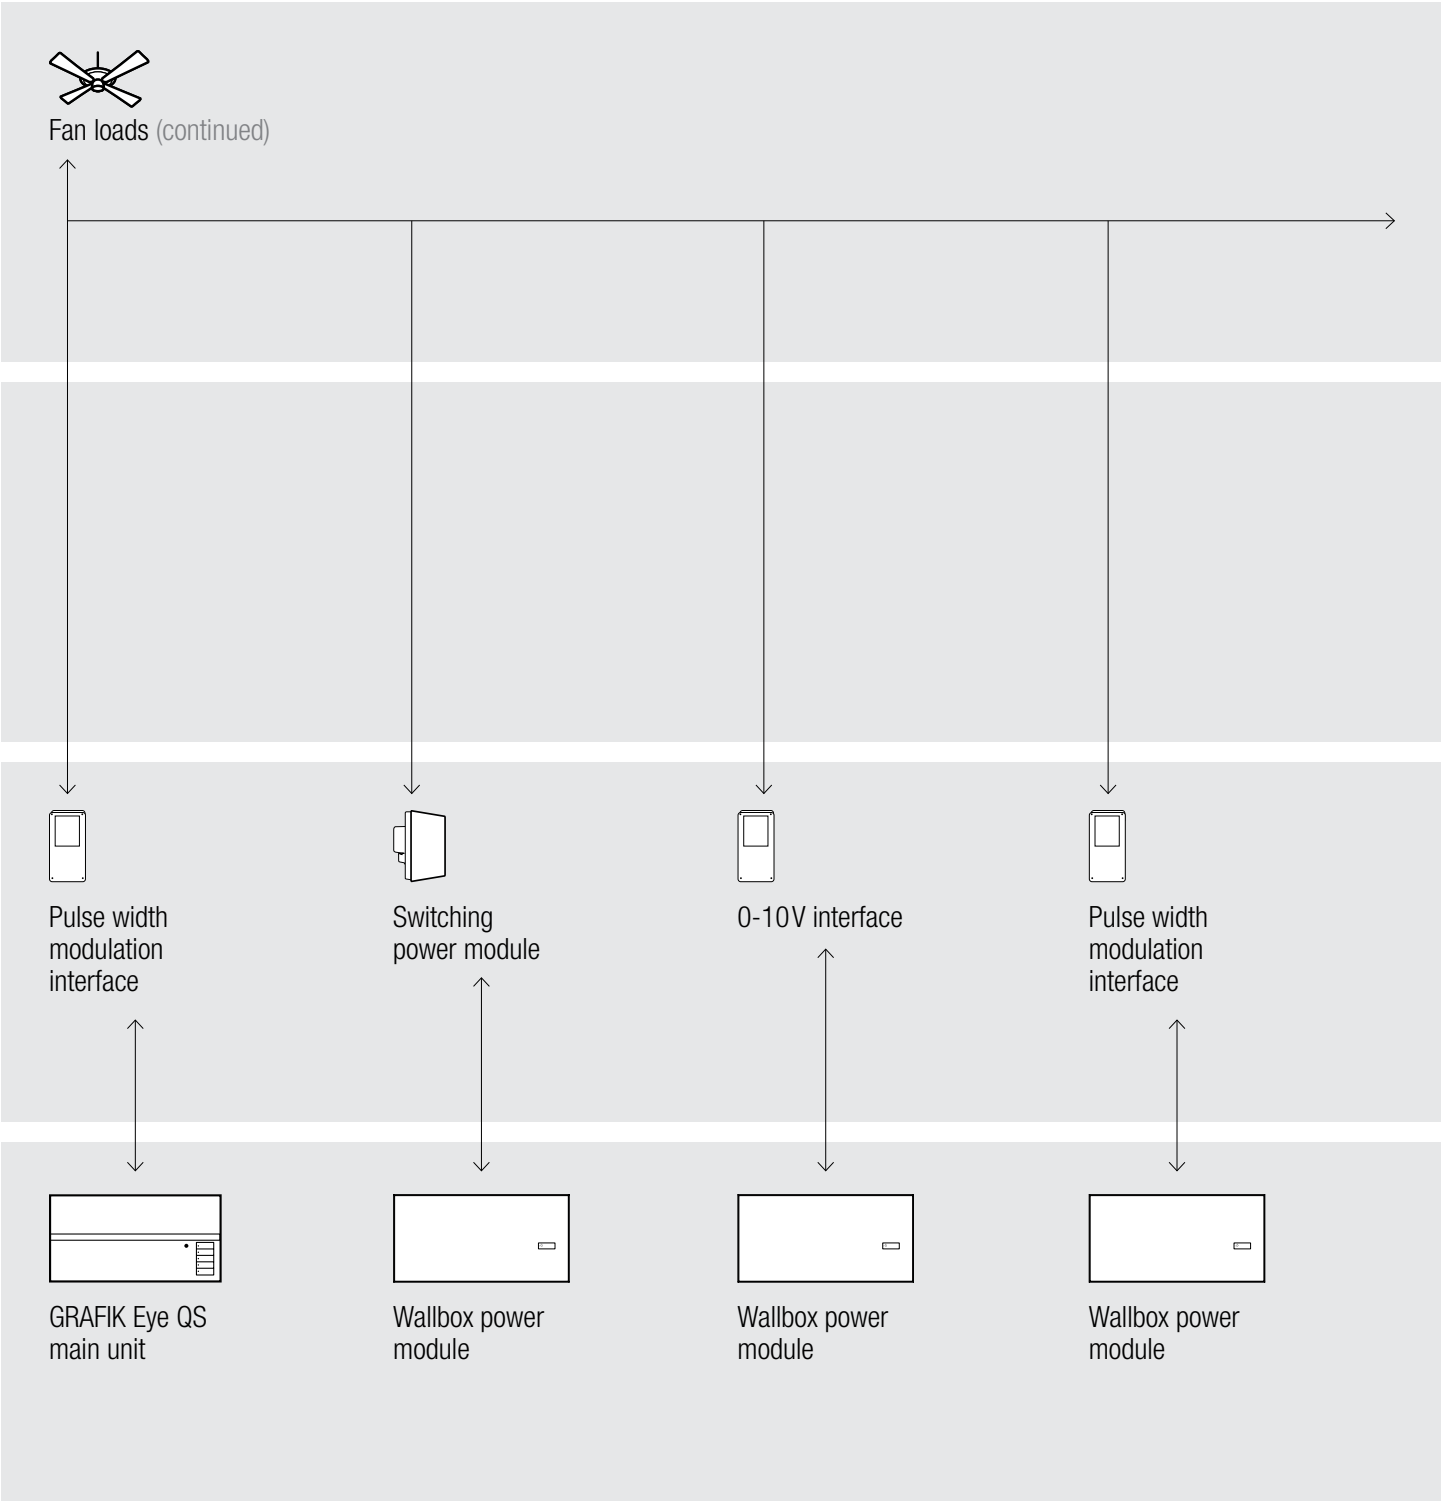 Fan loads (continued)
Pulse width
modulation
interface
Switching
power module
0-10V interface
Pulse width
modulation
interface
GRAFIK Eye QS
main unit
Wallbox power
module
Wallbox power
module
Wallbox power
module